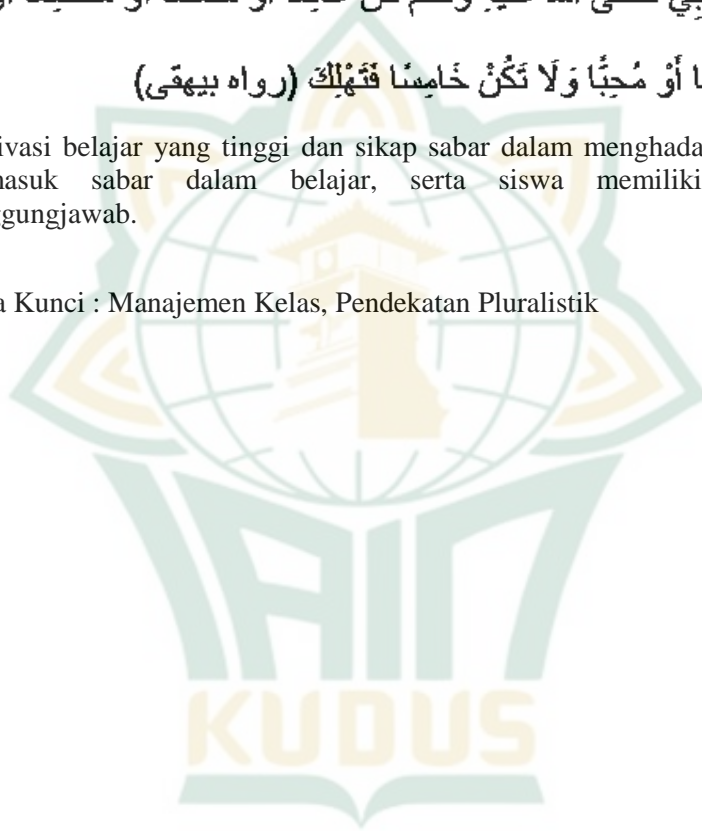 ا أَوْ مُحِبًّا وَلَا تَكُنْ خَامِسًا فَتَهْلِكَ (رواه بيهقى)
ivasi belajar yang tinggi dan sikap sabar dalam menghada
nasuk sabar dalam belajar, serta siswa memiliki
ggungjawab.
a Kunci : Manajemen Kelas, Pendekatan Pluralistik
IAIN
KUDUS